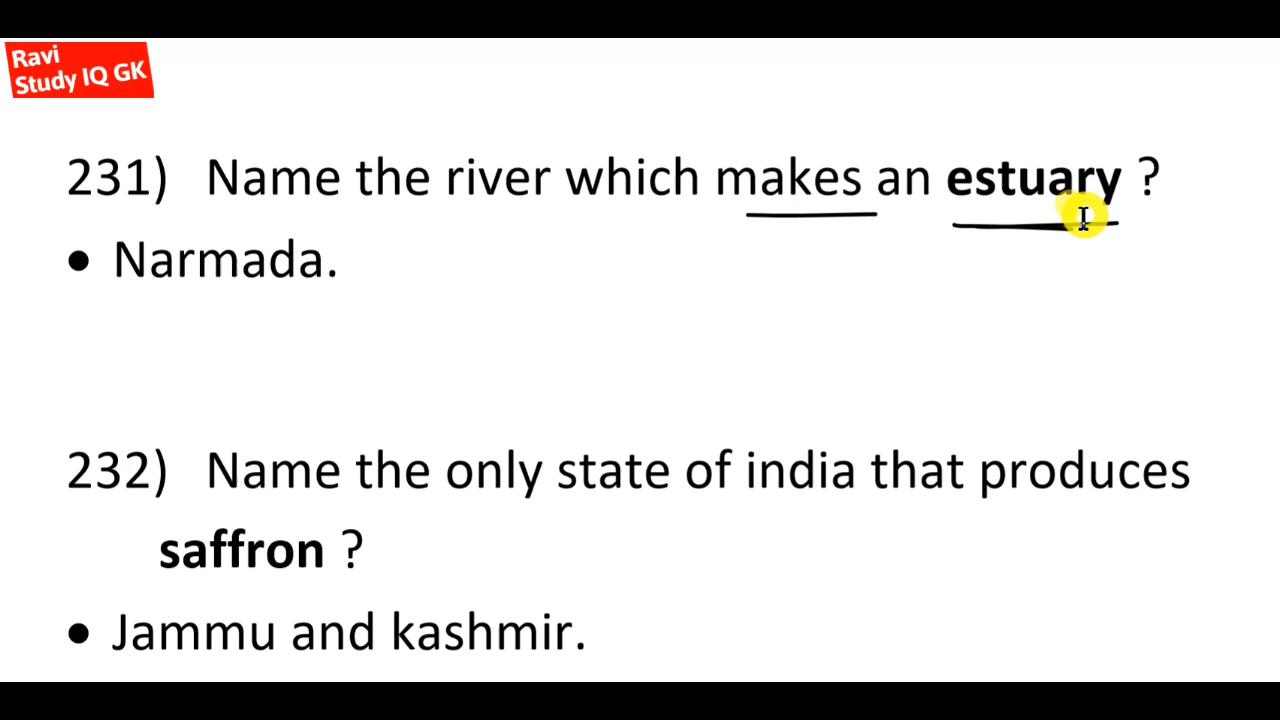 Ravi
Study IQ GK
231) Name the river which makes an estuary ?
• Narmada.
232) Name the only state of india that produces
saffron ?
• Jammu and kashmir.